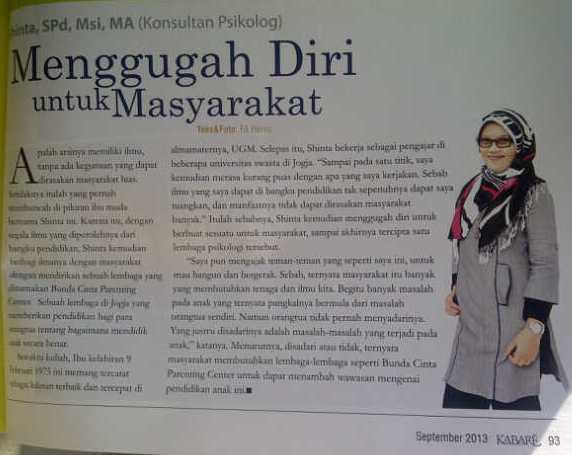 hinta, SPd, Msi, MA (Konsultan Psikolog)
Menggugah Diri
untuk Masyarakat
Teks&Foto: FX Henny
Apalah artinya memiliki ilmu,
tanpa ada kegunaan yang dapat
dirasakan masyarakat luas.
Setidaknya itulah yang pernah
membawah di pikiran ibu muda
bernama Shinta ini. Karena itu, dengan
segala ilmu yang diperolehnya dari
bangku pendidikan, Shinta kemudian
berbagi ilmunya dengan masyarakat
dengan mendirikan sebuah lembaga yang
dinamakan Bunda Cinta Parenting
Center. Sebuah lembaga di Jogja yang
memberikan pendidikan bagi para
orangtua tentang bagaimana mendidik
anak secara benar.
Sewaktu kuliah, Ibu kelahiran 9
Februari 1975 ini memang tercatat
sebagai lulusan terbaik dan tercepat di
almamaternya, UGM. Selepas itu, Shinta bekerja sebagai pengajar di
beberapa universitas swasta di Jogja. “Sampai pada satu titik, saya
kemudian merasa kurang puas dengan apa yang saya kerjakan. Sebab
ilmu yang saya dapat di bangku pendidikan tak sepenuhnya dapat saya
tuangkan, dan manfaatnya tidak dapat dirasakan masyarakat
banyak.” Itulah sebabnya, Shinta kemudian menggugah diri untuk
berbuat sesuatu untuk masyarakat, sampai akhirnya tercipta satu
lembaga psikologi tersebut.
“Saya pun mengajak teman-teman yang seperti saya ini, untuk
mau bangun dan bergerak. Sebab, ternyata masyarakat itu banyak
yang membutuhkan tenaga dan ilmu kita. Begitu banyak masalah
pada anak yang ternyata pangkalnya bermula dari masalah
orangtua sendiri. Namun orangtua tidak pernah menyadarinya.
Yang justru disadarinya adalah masalah-masalah yang terjadi pada
anak,” katanya. Menurutnya, disadari atau tidak, ternyata
masyarakat membutuhkan lembaga-lembaga seperti Bunda Cinta
Parenting Center untuk dapat menambah wawasan mengenai
pendidikan anak ini.■
September 2013 KABARE 93